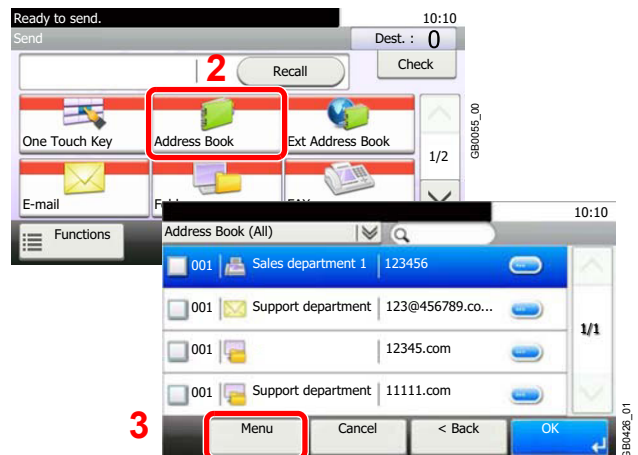 Ready to send.
10:10
Send
Dest. : 0
2
Recall
Check
One Touch Key
Address Book
Ext Address Book
1/2
E-mail
Functions
GB0055_00
10:10
Address Book (All)
001 Sales department 1 123456
001 Support department 123@456789.co...
001 12345.com
001 Support department 11111.com
1/1
3
Menu
Cancel
< Back
OK
GB0426_01